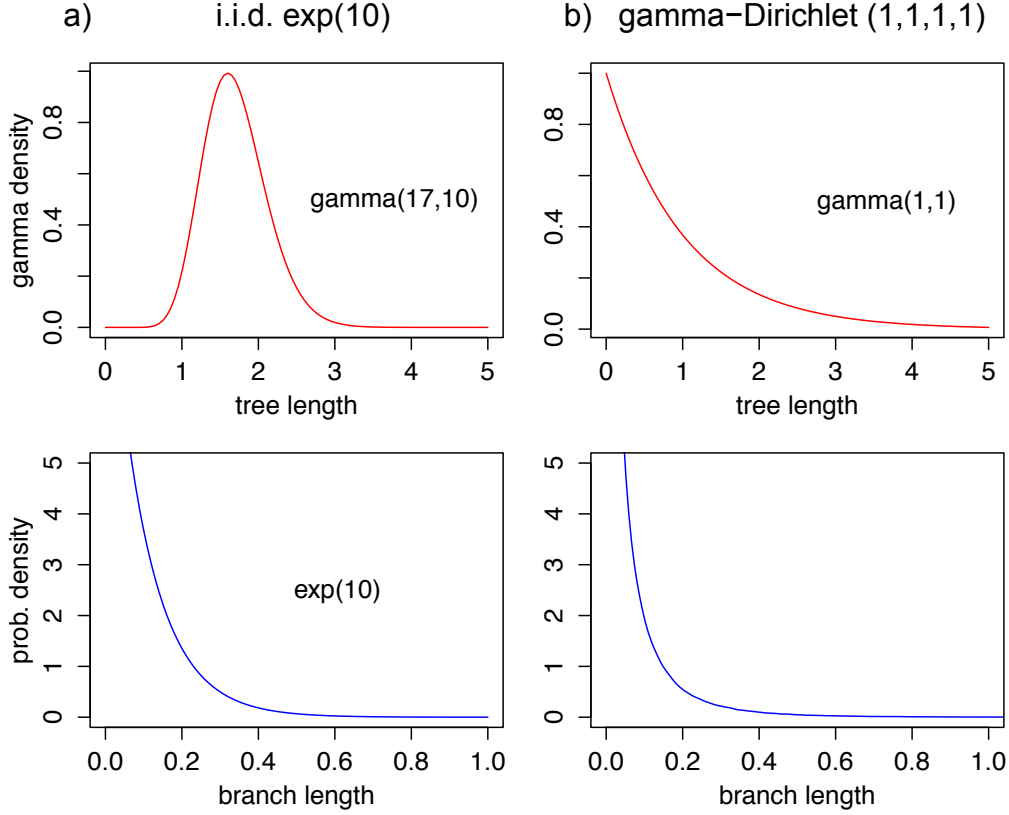 a) i.i.d. exp(10)
b) gamma−Dirichlet (1,1,1,1)
gamma density
0.0 0.4 0.8
gamma(17,10)
0 1 2 3 4 5
tree length
0.0 0.4 0.8
gamma(1,1)
0 1 2 3 4 5
tree length
prob. density
0 1 2 3 4 5
exp(10)
0.0 0.2 0.4 0.6 0.8 1.0
branch length
0 1 2 3 4 5
0.0 0.2 0.4 0.6 0.8 1.0
branch length